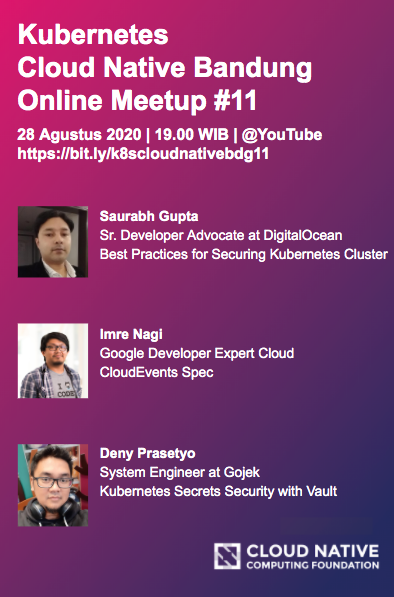 Kubernetes
Cloud Native Bandung
Online Meetup #11
28 Agustus 2020 | 19.00 WIB | @YouTube
https://bit.ly/k8scloudnativebdg11
Saurabh Gupta
Sr. Developer Advocate at DigitalOcean
Best Practices for Securing Kubernetes Cluster
Imre Nagi
Google Developer Expert Cloud
CloudEvents Spec
I
CODE
Deny Prasetyo
System Engineer at Gojek
Kubernetes Secrets Security with Vault
CLOUD NATIVE
COMPUTING FOUNDATION